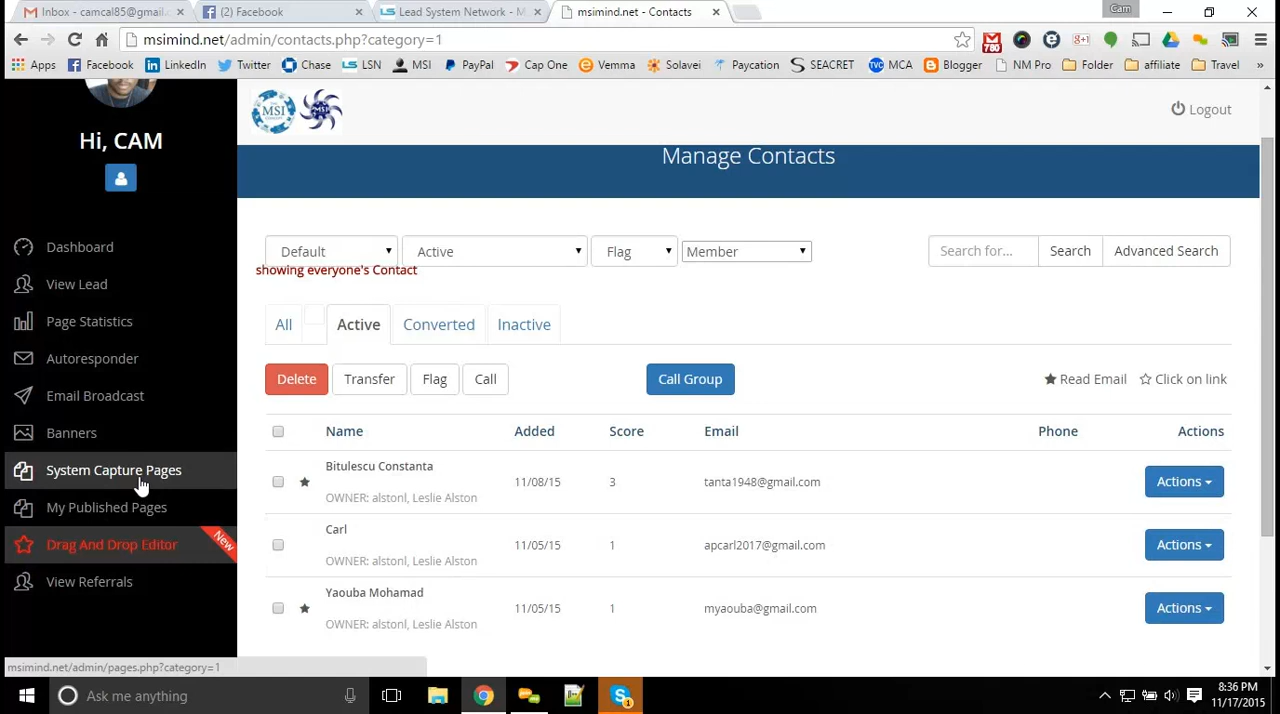 Inbox - camcal85@gmail.
(2) Facebook
Lead System Network - M
msimind.net - Contacts
Cam
msimind.net/admin/contacts.php?category=1
780
Apps
Facebook
LinkedIn
Twitter
Chase
LSN
MSI
PayPal
Cap One
Vemma
Solavei
Paycation
SEACRET
MCA
Blogger
NM Pro
Folder
affiliate
Travel
»
MSI
Logout
Hi, CAM
Manage Contacts
Dashboard
View Lead
Page Statistics
Autoresponder
Email Broadcast
Banners
System Capture Pages
My Published Pages
Drag And Drop Editor
New
View Referrals
Default
Active
Flag
Member
Search for...
Search
Advanced Search
showing everyone's Contact
All
Active
Converted
Inactive
Delete
Transfer
Flag
Call
Call Group
Read Email
Click on link
Name Added Score Email Phone Actions
Bitulescu Constanta 11/08/15 3 tanta1948@gmail.com Actions
OWNER: alstonl, Leslie Alston
Carl 11/05/15 1 apcarl2017@gmail.com Actions
OWNER: alstonl, Leslie Alston
Yaouba Mohamad 11/05/15 1 myaouba@gmail.com Actions
OWNER: alstonl, Leslie Alston
msimind.net/admin/pages.php?category=1
Ask me anything
8:36 PM
11/17/2015